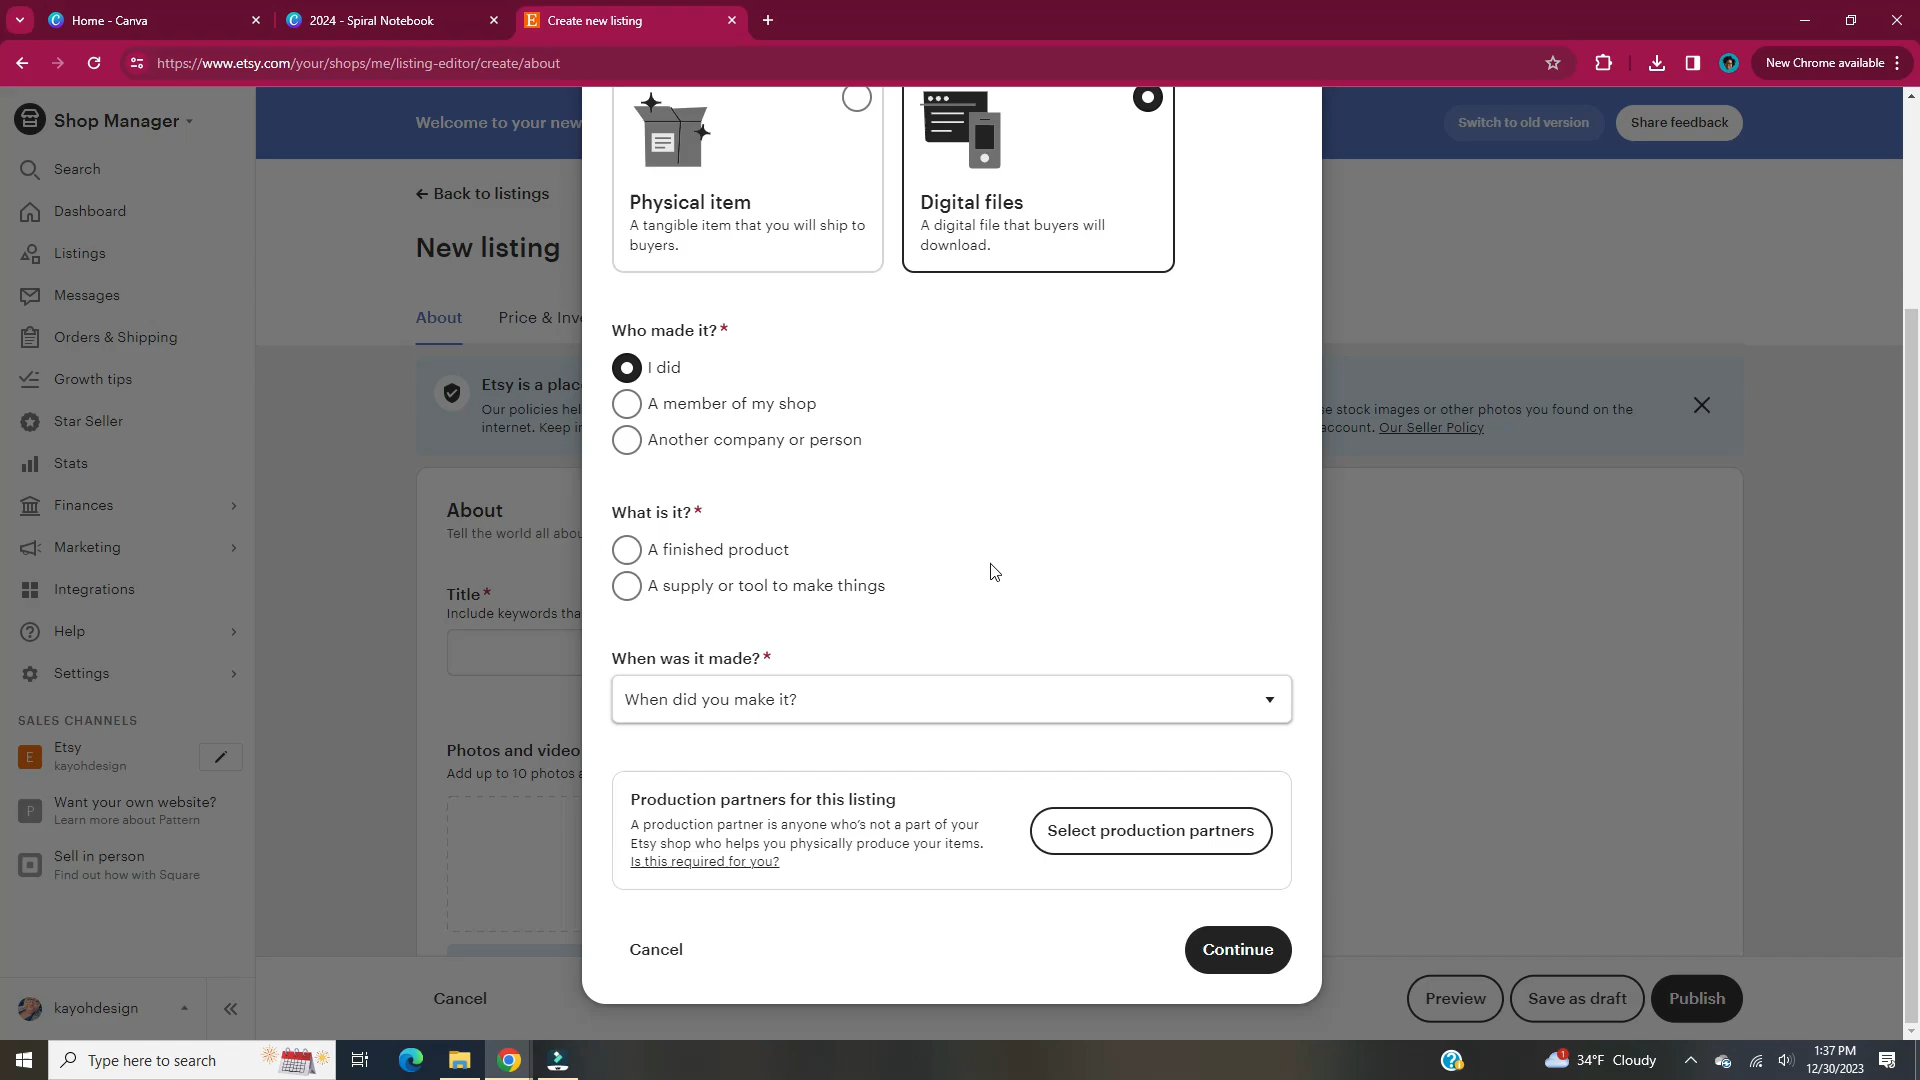 Home - Canva
2024 - Spiral Notebook
Create new listing
https://www.etsy.com/your/shops/me/listing-editor/create/about
New Chrome available
Shop Manager
Search
Dashboard
Listings
Messages
Orders & Shipping
Growth tips
Star Seller
Stats
Finances
Marketing
Integrations
Help
Settings
SALES CHANNELS
E
Etsy
kayohdesign
P
Want your own website?
Learn more about Pattern
Sell in person
Find out how with Square
kayohdesign
Welcome to your new
Switch to old version
Share feedback
Back to listings
New listing
About
Price &
Etsy is a
Our policies
internet. Keep
stock images or other photos you found on the
account. Our Seller Policy
About
Tell the world all
Title*
Include keywords
Photos and video
Add up to 10 photos
Cancel
Preview
Save as draft
Publish
Physical item
A tangible item that you will ship to
buyers.
Digital files
A digital file that buyers will
download.
Who made it?*
I did
A member of my shop
Another company or person
What is it?*
A finished product
A supply or tool to make things
When was it made?*
When did you make it?
Production partners for this listing
A production partner is anyone who's not a part of your
Etsy shop who helps you physically produce your items.
Is this required for you?
Select production partners
Cancel
Continue
Type here to search
1
34°F Cloudy
1:37 PM
12/30/2023